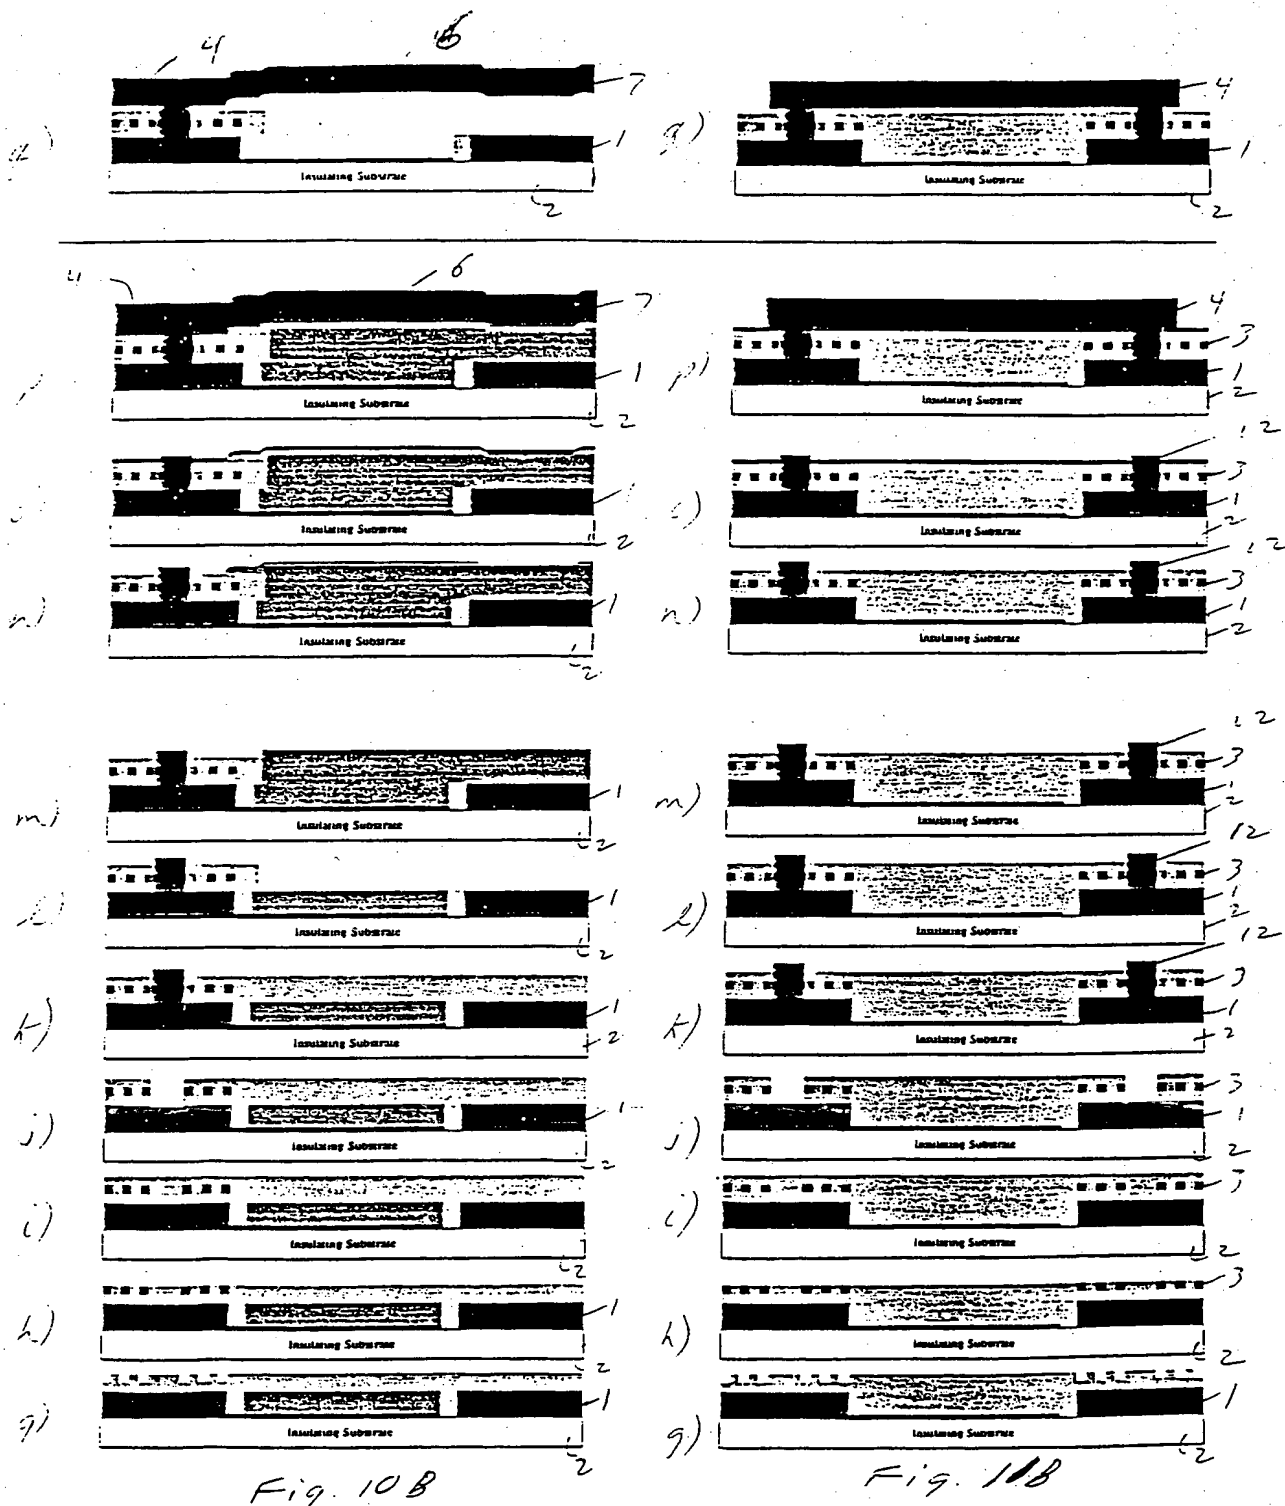 4 6
7
q) 1
Insulating Substrate
2
4
q) 1
Insulating Substrate
2
4 6
7
1
Insulating Substrate
2
4
p) 3
1
Insulating Substrate
2
o)
Insulating Substrate
2
12
o) 3
1
Insulating Substrate
2
n) 1
Insulating Substrate
2
12
n) 3
1
Insulating Substrate
2
m) 1
Insulating Substrate
2
12
m) 3
1
Insulating Substrate
2
l) 1
Insulating Substrate
2
12
l) 3
1
Insulating Substrate
2
k) 1
Insulating Substrate
2
12
k) 3
1
Insulating Substrate
2
j) 1
Insulating Substrate
2
j) 3
1
Insulating Substrate
2
i)
Insulating Substrate
2
i) 3
Insulating Substrate
2
h) 1
Insulating Substrate
2
h) 3
Insulating Substrate
2
g) 1
Insulating Substrate
2
g) 1
Insulating Substrate
2
Fig. 10B
Fig. 11B